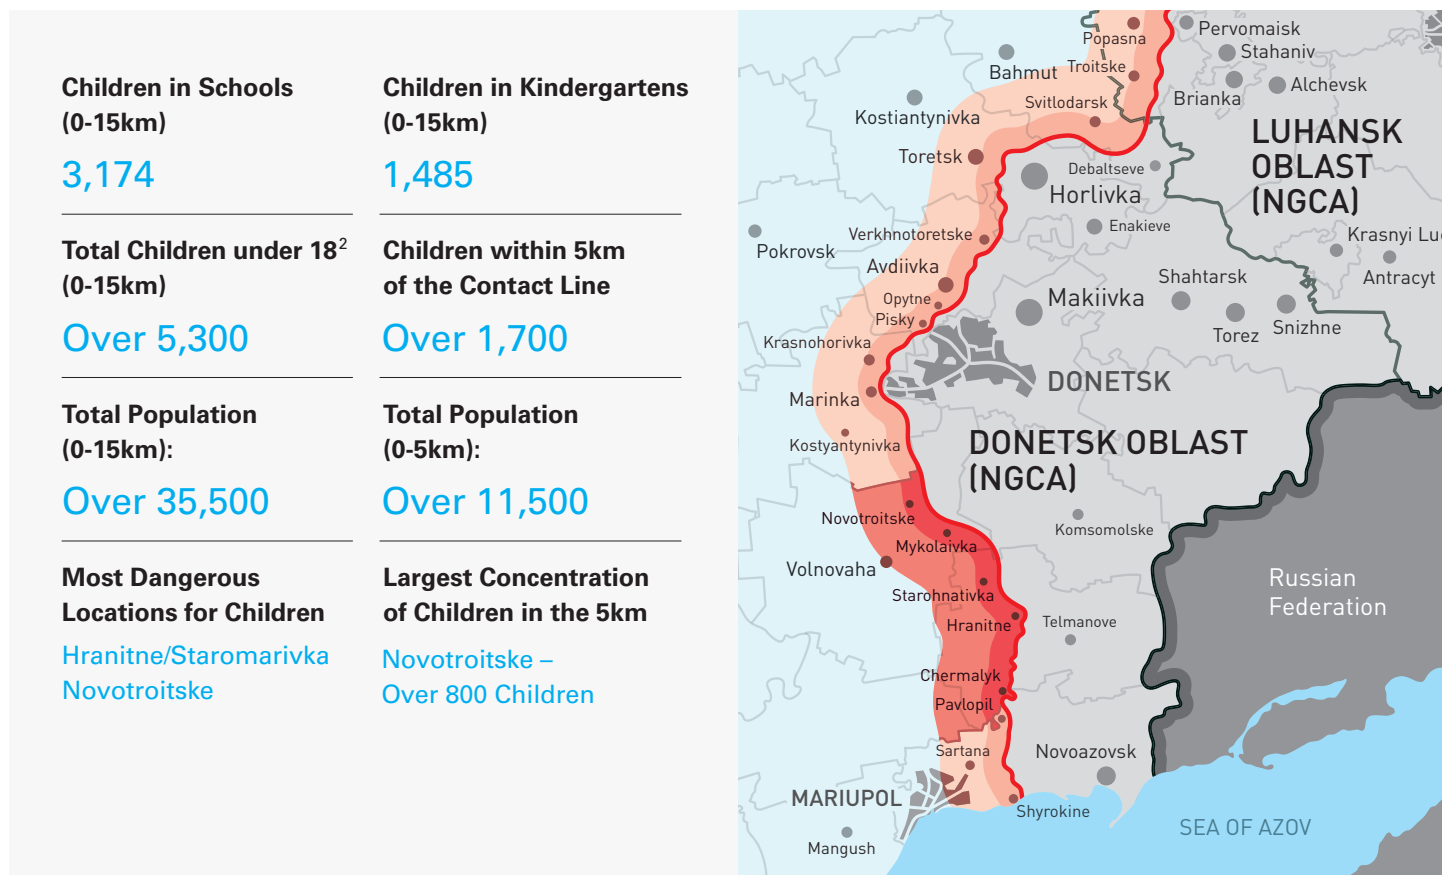 Children in Schools
(0-15km)
3,174
Children in Kindergartens
(0-15km)
1,485
Total Children under 18²
(0-15km)
Over 5,300
Children within 5km
of the Contact Line
Over 1,700
Total Population
(0-15km):
Over 35,500
Total Population
(0-5km):
Over 11,500
Most Dangerous
Locations for Children
Hranitne/Staromarivka
Novotroitske
Largest Concentration
of Children in the 5km
Novotroitske –
Over 800 Children
Popasna
Pervomaisk
Stahaniv
Bahmut
Troitske
Brianka
Alchevsk
Svitlodarsk
Kostiantynivka
LUHANSK
OBLAST
(NGCA)
Toretsk
Debaltseve
Horlivka
Enakieve
Verkhnotoretske
Krasnyi Lu
Pokrovsk
Avdiivka
Shahtarsk
Antracyt
Opytne
Makiivka
Pisky
Torez
Snizhne
Krasnohorivka
DONETSK
Marinka
Kostyantynivka
DONETSK OBLAST
(NGCA)
Novotroitske
Komsomolske
Mykolaivka
Volnovaha
Starohnativka
Russian
Federation
Hranitne
Telmanove
Chermalyk
Pavlopil
Sartana
Novoazovsk
MARIUPOL
Shyrokine
SEA OF AZOV
Mangush